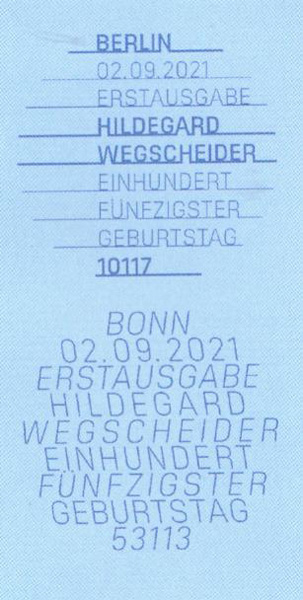 BERLIN
02.09.2021
ERSTAUSGABE
HILDEGARD
WEGSCHEIDER
EINHUNDERT
FÜNFZIGSTER
GEBURTSTAG
10117
BONN
02.09.2021
ERSTAUSGABE
HILDEGARD
WEGSCHEIDER
EINHUNDERT
FÜNFZIGSTER
GEBURTSTAG
53113